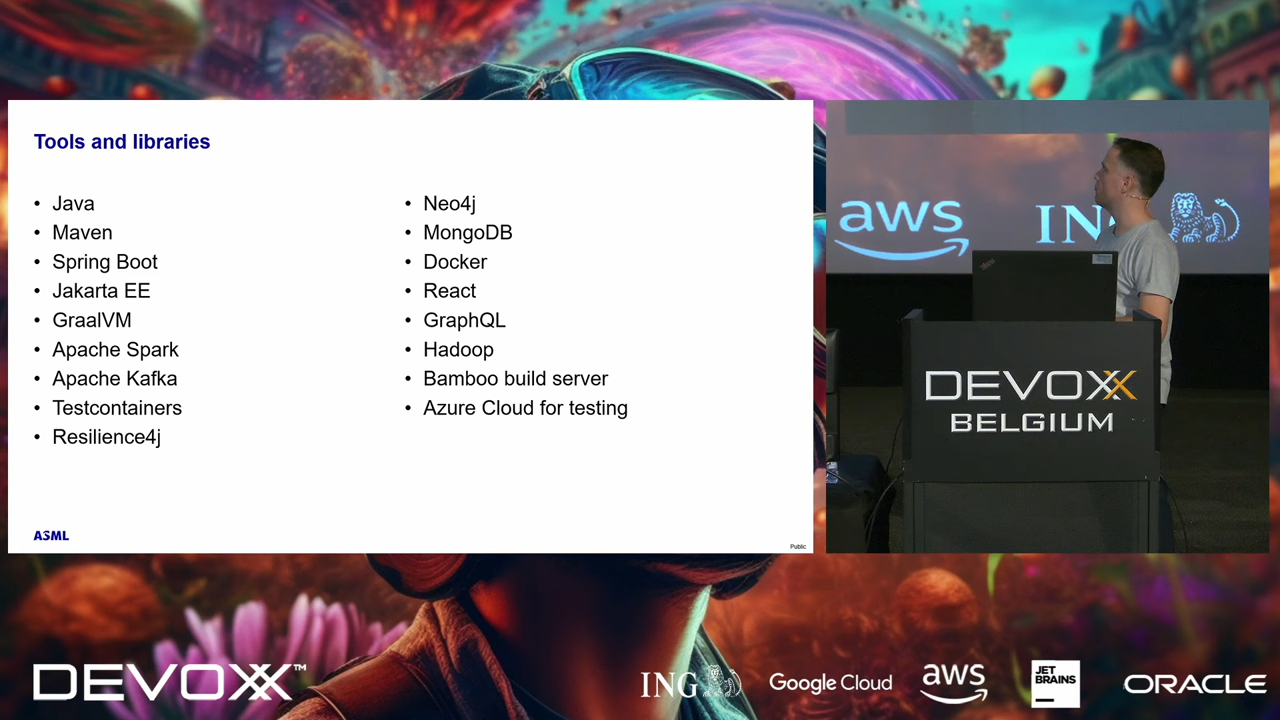 Tools and libraries
• Java
• Maven
• Spring Boot
• Jakarta EE
• GraalVM
• Apache Spark
• Apache Kafka
• Testcontainers
• Resilience4j
• Neo4j
• MongoDB
• Docker
• React
• GraphQL
• Hadoop
• Bamboo build server
• Azure Cloud for testing
ASML
Public
aws
ING
DEVOXX
BELGIUM
DEVOXX™
ING
Google Cloud
aws
JET
BRAINS
ORACLE